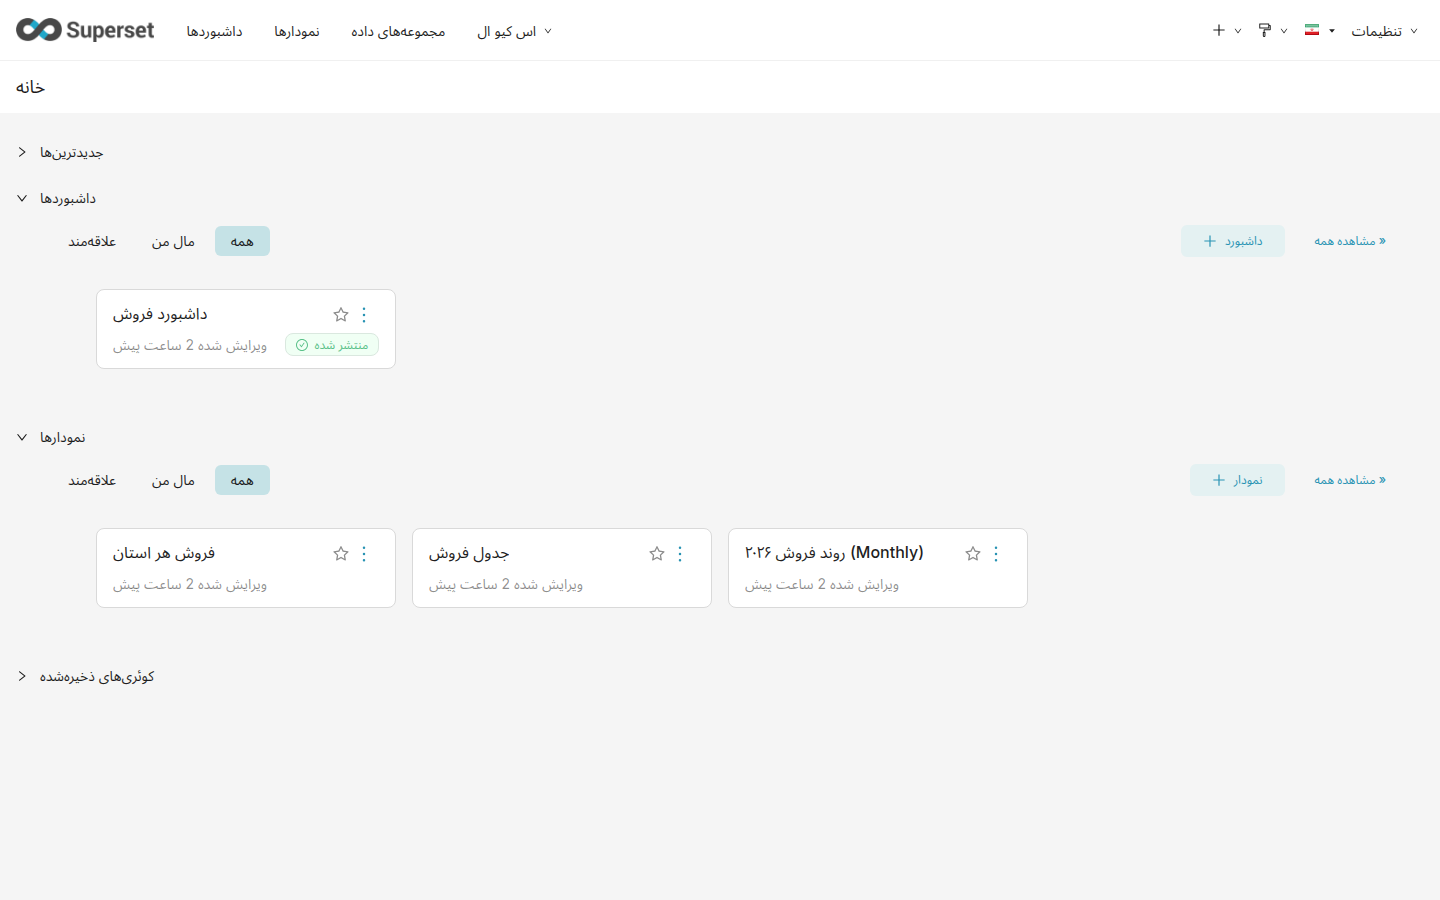 Superset
داشبوردها
نمودارها
مجموعه‌های داده
اس کیو ال
تنظیمات
خانه
جدیدترین‌ها
داشبوردها
علاقه‌مند
مال من
همه
داشبورد
مشاهده همه »
داشبورد فروش
ویرایش شده 2 ساعت پیش
منتشر شده
نمودارها
علاقه‌مند
مال من
همه
نمودار
مشاهده همه »
فروش هر استان
ویرایش شده 2 ساعت پیش
جدول فروش
ویرایش شده 2 ساعت پیش
روند فروش ۲۰۲۶ (Monthly)
ویرایش شده 2 ساعت پیش
کوئری‌های ذخیره‌شده